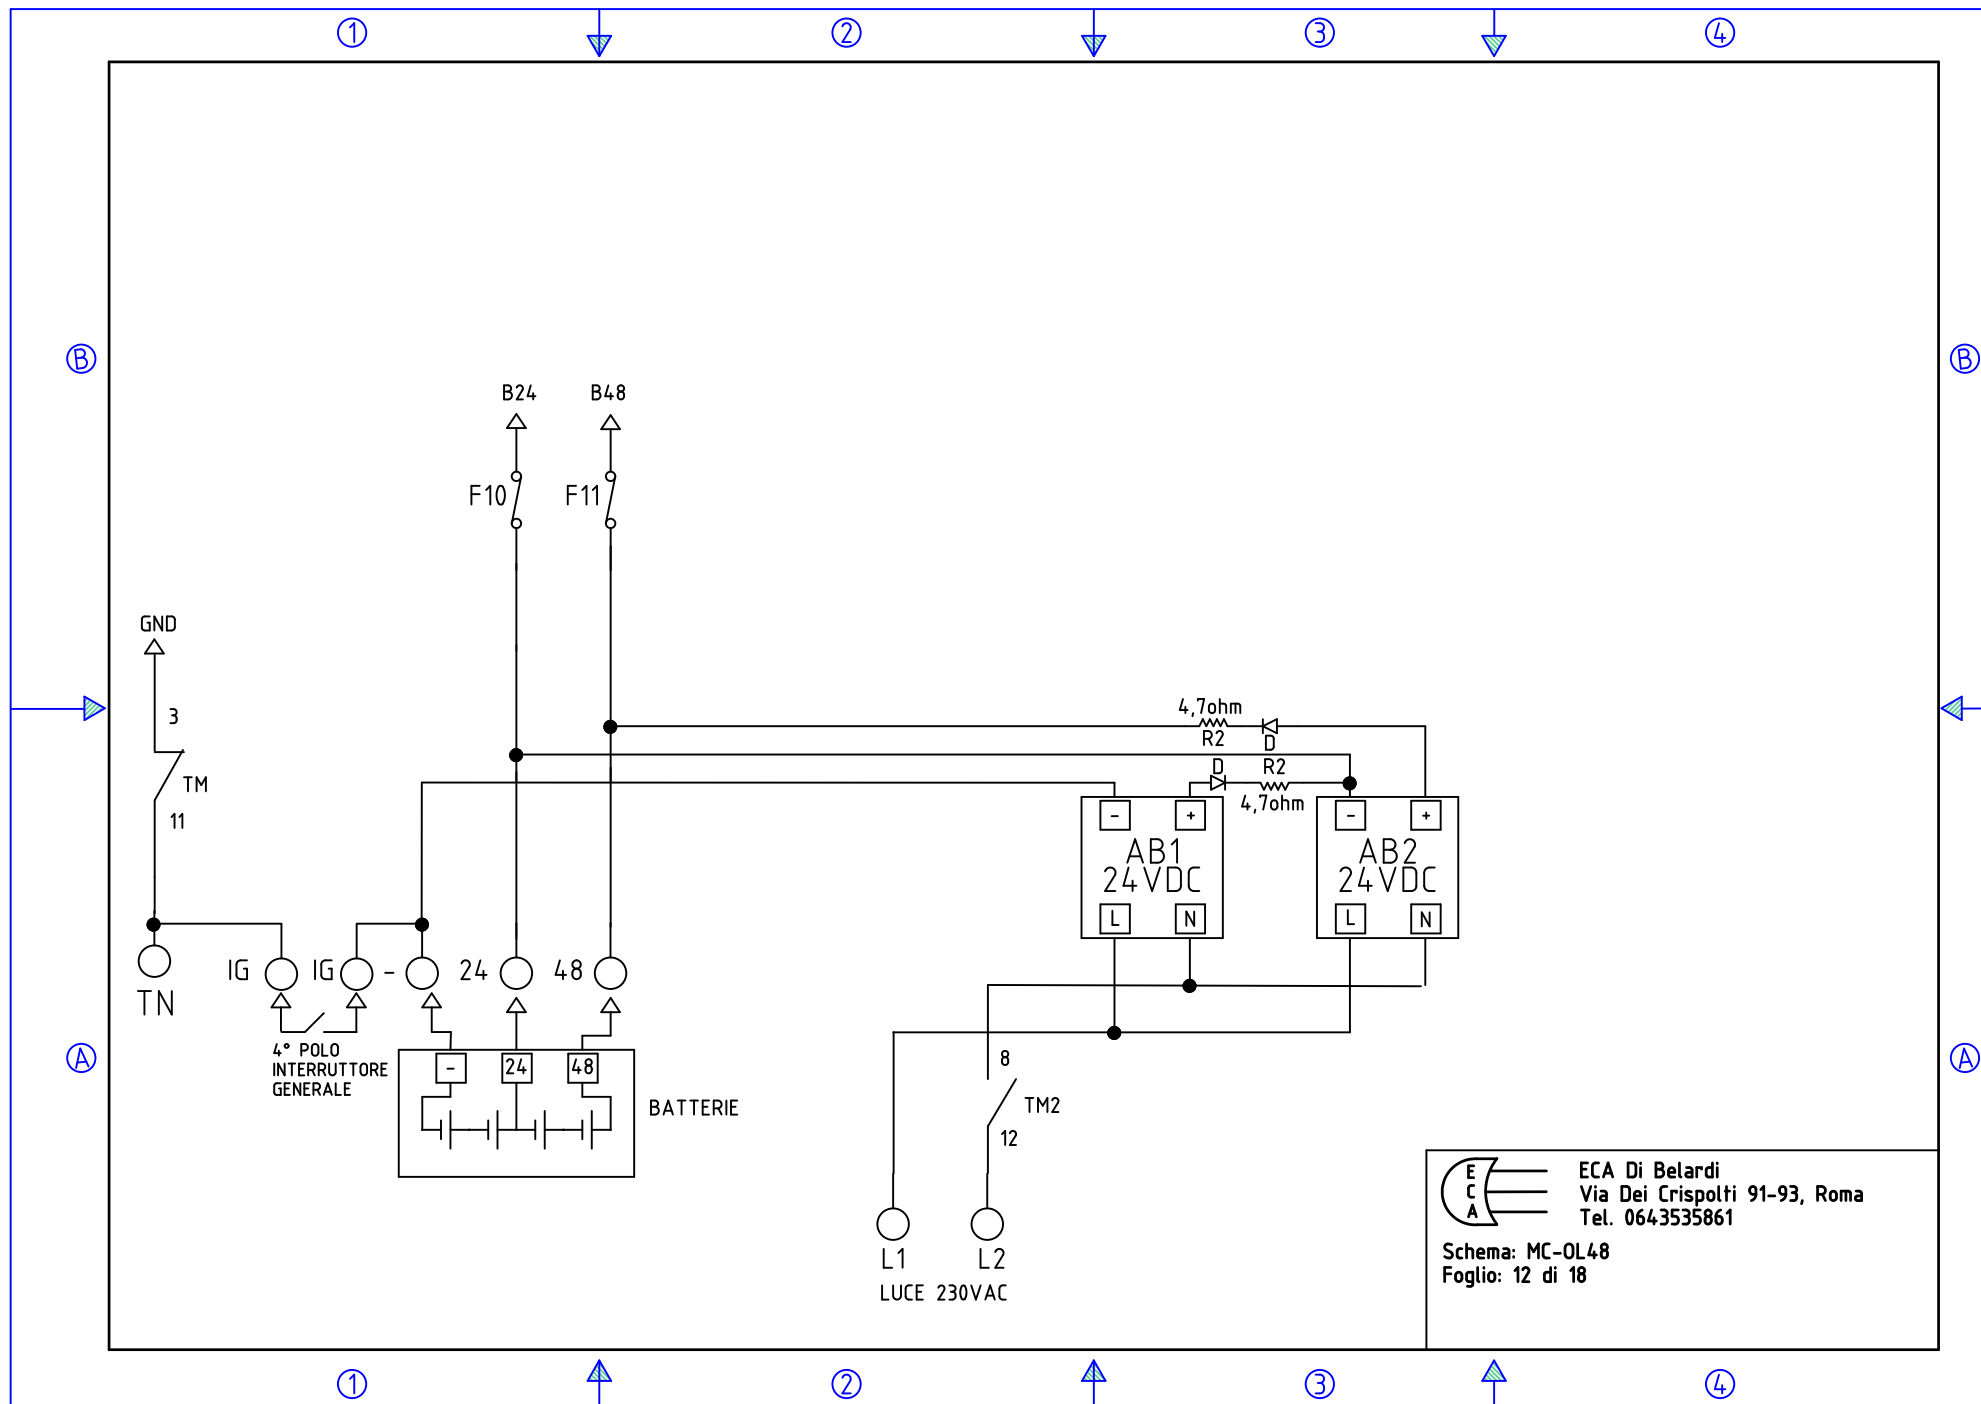 1 2 3 4
B B
B24 B48
F10 F11
GND
3
TM
11
4,7ohm
R2 D
D R2
4,7ohm
- + - +
AB1 AB2
24VDC 24VDC
L N L N
IG IG - 24 48
TN
4° POLO
INTERRUTTORE
GENERALE
- 24 48
BATTERIE
A A
8
TM2
12
L1 L2
LUCE 230VAC
E
C
A
ECA Di Belardi
Via Dei Crispolti 91-93, Roma
Tel. 0643535861
Schema: MC-OL48
Foglio: 12 di 18
1 2 3 4